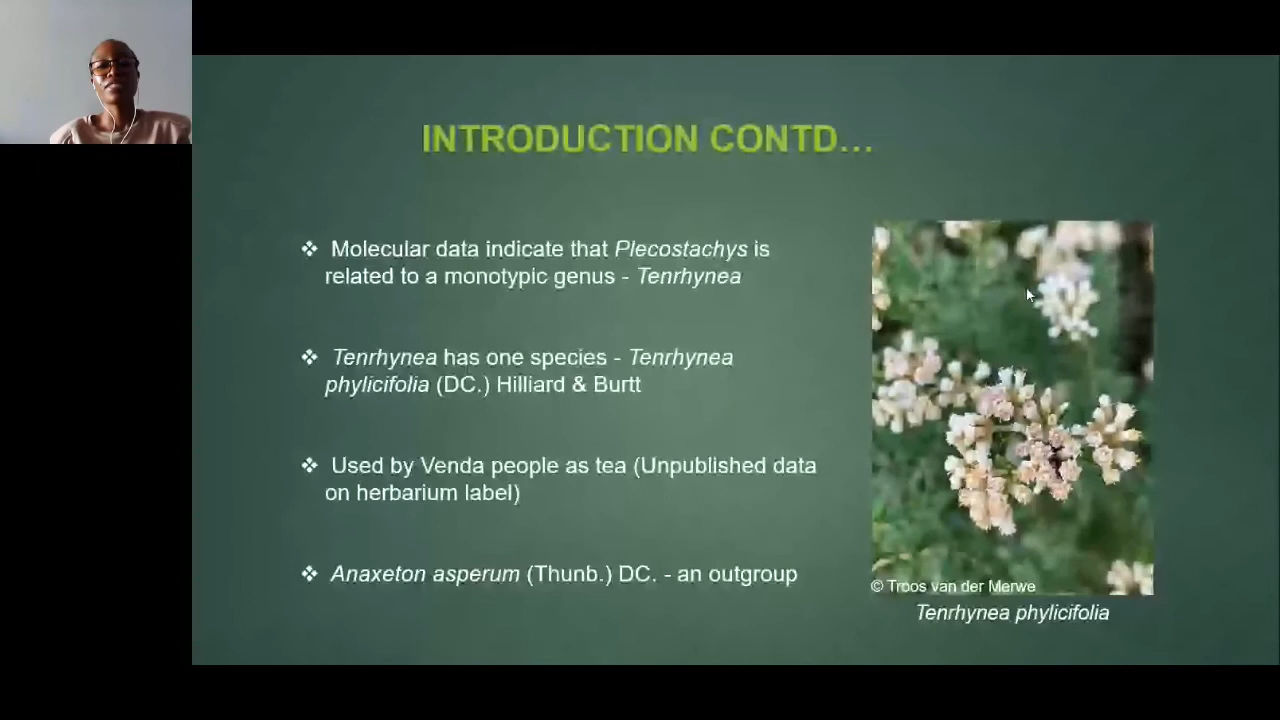 INTRODUCTION CONTD...
❖ Molecular data indicate that Plecostachys is
related to a monotypic genus - Tenrhynea
❖ Tenrhynea has one species - Tenrhynea
phylicifolia (DC.) Hilliard & Burtt
❖ Used by Venda people as tea (Unpublished data
on herbarium label)
❖ Anaxeton asperum (Thunb.) DC. - an outgroup
© Troos van der Merwe
Tenrhynea phylicifolia